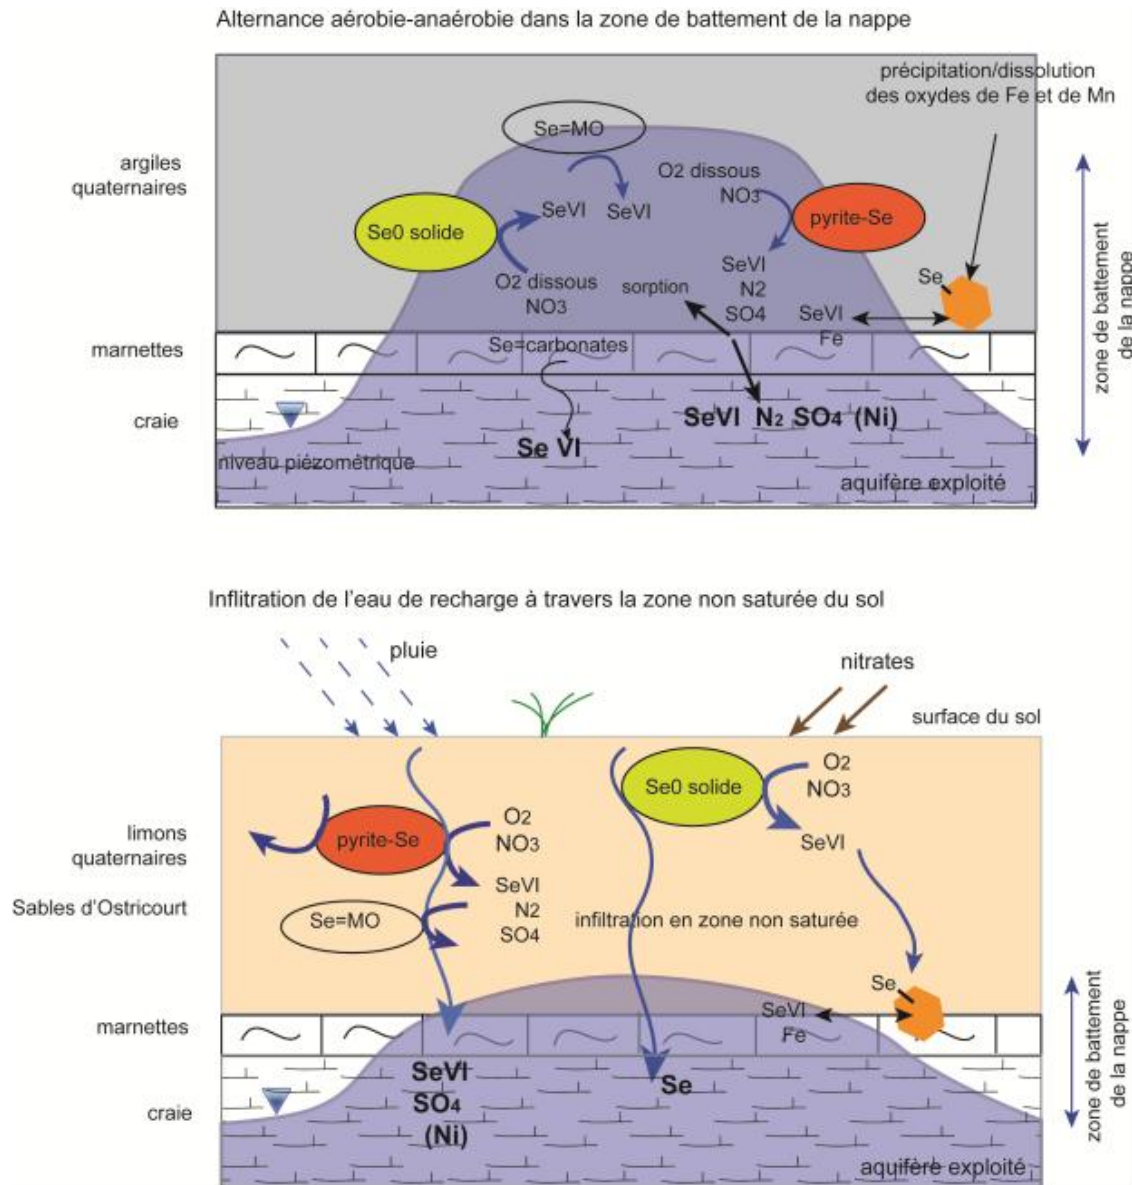 Alternance aérobie-anaérobie dans la zone de battement de la nappe
précipitation/dissolution
des oxydes de Fe et de Mn
Se=MO
argiles
quaternaires
O2 dissous
NO3
SeVI
SeVI
pyrite-Se
Se0 solide
SeVI
N2
SO4
O2 dissous
NO3
sorption
Se
SeVI
Fe
zone de battement
de la nappe
marnettes
Se=carbonates
craie
SeVI N2 SO4 (Ni)
Se VI
niveau piézométrique
aquifère exploité
Inflitration de l'eau de recharge à travers la zone non saturée du sol
pluie
nitrates
surface du sol
Se0 solide
O2
NO3
limons
quaternaires
pyrite-Se
O2
NO3
SeVI
SeVI
N2
SO4
Sables d'Ostricourt
Se=MO
infiltration en zone non saturée
Se
SeVI
Fe
zone de battement
de la nappe
marnettes
SeVI
SO4
(Ni)
Se
craie
aquifère exploité